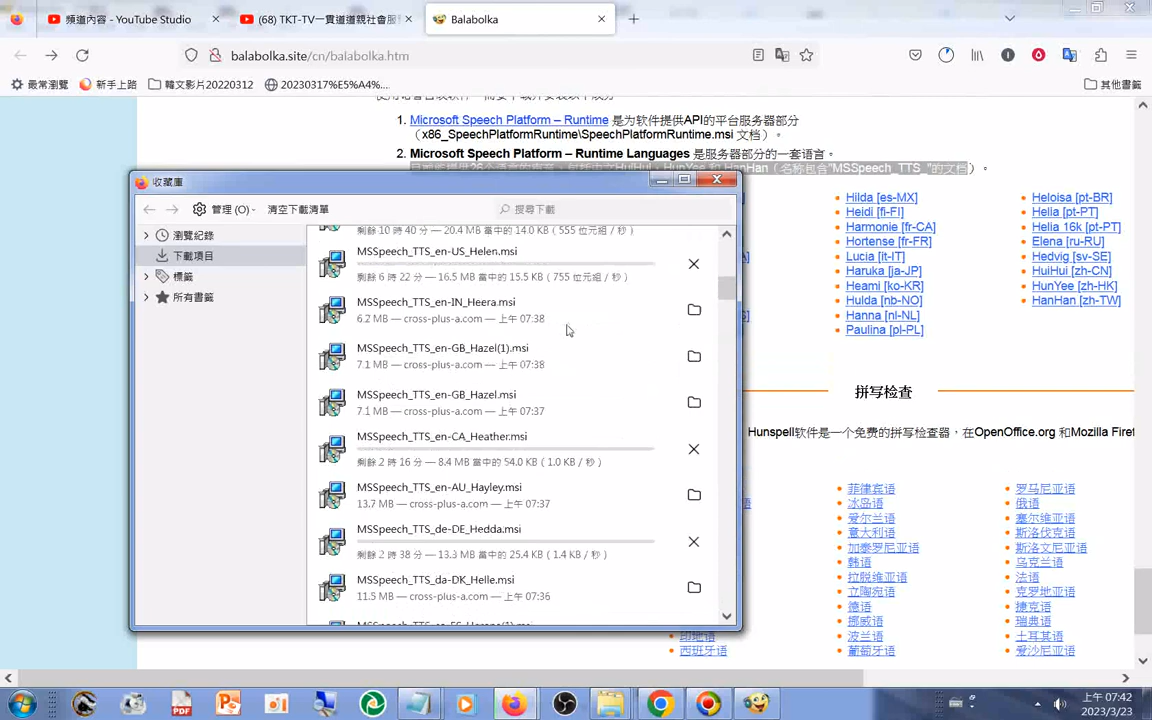 頻道內容 - YouTube Studio
(68) TKT-TV一貫道道親社會服
Balabolka
balabolka.site/cn/balabolka.htm
最常瀏覽
新手上路
韓文影片20220312
20230317%E5%A4%...
其他書籤
1. Microsoft Speech Platform – Runtime 是为软件提供API的平台服务器部分
（x86_SpeechPlatformRuntime\SpeechPlatformRuntime.msi 文档）。
2. Microsoft Speech Platform – Runtime Languages 是服务器部分的一套语言。
HunYee 和 HanHan（名称包含"MSSpeech_TTS_"的文档）。
收藏庫
管理 (O)
清空下載清單
搜尋下載
瀏覽紀錄
下載項目
標籤
所有書籤
剩餘 10 時 40 分 — 20.4 MB 當中的 14.0 KB（555 位元組 / 秒）
MSSpeech_TTS_en-US_Helen.msi
剩餘 6 時 22 分 — 16.5 MB 當中的 15.5 KB（755 位元組 / 秒）
MSSpeech_TTS_en-IN_Heera.msi
6.2 MB — cross-plus-a.com — 上午 07:38
MSSpeech_TTS_en-GB_Hazel(1).msi
7.1 MB — cross-plus-a.com — 上午 07:38
MSSpeech_TTS_en-GB_Hazel.msi
7.1 MB — cross-plus-a.com — 上午 07:37
MSSpeech_TTS_en-CA_Heather.msi
剩餘 2 時 16 分 — 8.4 MB 當中的 54.0 KB（1.0 KB / 秒）
MSSpeech_TTS_en-AU_Hayley.msi
13.7 MB — cross-plus-a.com — 上午 07:37
MSSpeech_TTS_de-DE_Hedda.msi
剩餘 2 時 38 分 — 13.3 MB 當中的 25.4 KB（1.4 KB / 秒）
MSSpeech_TTS_da-DK_Helle.msi
11.5 MB — cross-plus-a.com — 上午 07:36
Hilda [es-MX]
Heidi [fi-FI]
Harmonie [fr-CA]
Hortense [fr-FR]
Lucia [it-IT]
Haruka [ja-JP]
Heami [ko-KR]
Hulda [nb-NO]
Hanna [nl-NL]
Paulina [pl-PL]
Heloisa [pt-BR]
Helia [pt-PT]
Helia 16k [pt-PT]
Elena [ru-RU]
Hedvig [sv-SE]
HuiHui [zh-CN]
HunYee [zh-HK]
HanHan [zh-TW]
拼写检查
Hunspell软件是一个免费的拼写检查器，在OpenOffice.org 和Mozilla Firef
印地语
西班牙语
菲律宾语
冰岛语
爱尔兰语
意大利语
加泰罗尼亚语
韩语
拉脱维亚语
立陶宛语
德语
挪威语
波兰语
葡萄牙语
罗马尼亚语
俄语
塞尔维亚语
斯洛伐克语
斯洛文尼亚语
乌克兰语
法语
克罗地亚语
捷克语
瑞典语
土耳其语
爱沙尼亚语
上午 07:42
2023/3/23